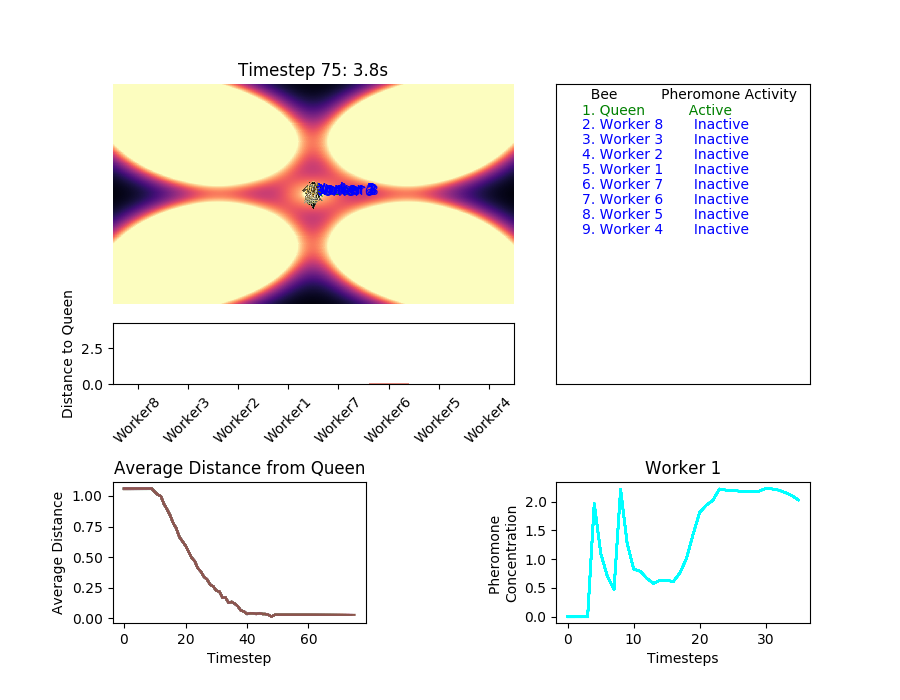 Timestep 75: 3.8s
Worker 2
Bee Pheromone Activity
1. Queen Active
2. Worker 8 Inactive
3. Worker 3 Inactive
4. Worker 2 Inactive
5. Worker 1 Inactive
6. Worker 7 Inactive
7. Worker 6 Inactive
8. Worker 5 Inactive
9. Worker 4 Inactive
Distance to Queen
2.5
0.0
Worker8 Worker3 Worker2 Worker1 Worker7 Worker6 Worker5 Worker4
Average Distance from Queen
Average Distance
1.00
0.75
0.50
0.25
0.00
0 20 40 60
Timestep
Worker 1
Pheromone
Concentration
2.0
1.5
1.0
0.5
0.0
0 10 20 30
Timesteps